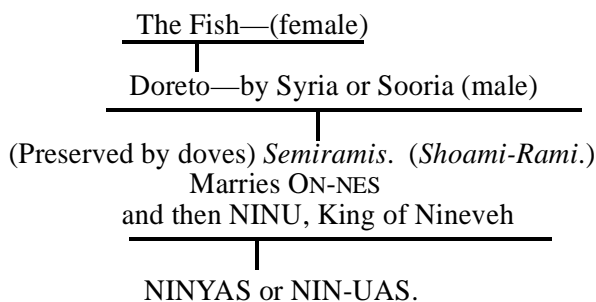 The Fish—(female)
Doreto—by Syria or Sooria (male)
(Preserved by doves) Semiramis. (Shoami-Rami.)
Marries ON-NES
and then NINU, King of Nineveh
NINYAS or NIN-UAS.